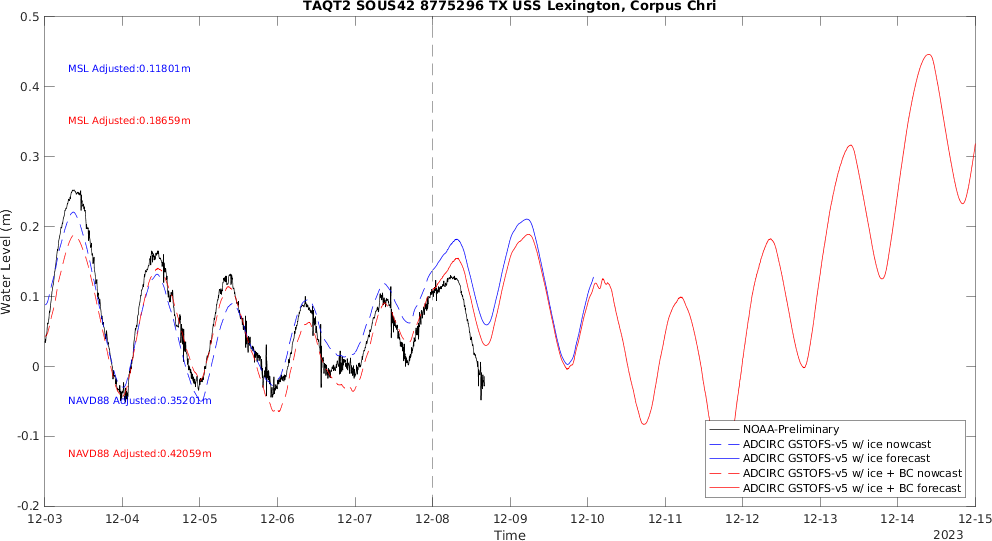 TAQT2 SOUS42 8775296 TX USS Lexington, Corpus Chri
0.5
0.4
0.3
0.2
0.1
0
-0.1
-0.2
Water Level (m)
MSL Adjusted:0.11801m
MSL Adjusted:0.18659m
NAVD88 Adjusted:0.35201m
NAVD88 Adjusted:0.42059m
NOAA-Preliminary
ADCIRC GSTOFS-v5 w/ ice nowcast
ADCIRC GSTOFS-v5 w/ ice forecast
ADCIRC GSTOFS-v5 w/ ice + BC nowcast
ADCIRC GSTOFS-v5 w/ ice + BC forecast
12-03 12-04 12-05 12-06 12-07 12-08 12-09 12-10 12-11 12-12 12-13 12-14 12-15
Time
2023